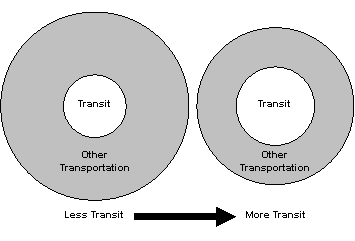 Transit
Other
Transportation
Transit
Other
Transportation
Less Transit
More Transit